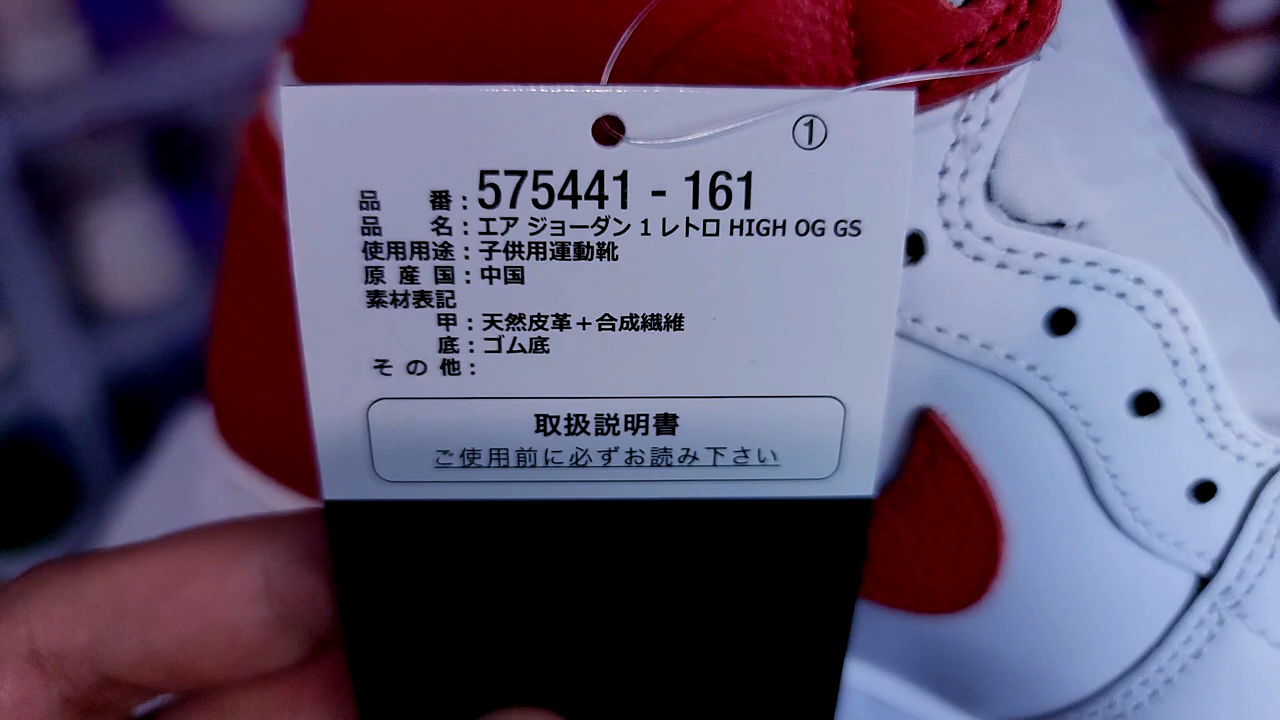 ①
品 番：575441 - 161
品 名：エア ジョーダン 1 レトロ HIGH OG GS
使用用途：子供用運動靴
原 産 国：中国
素材表記
甲：天然皮革＋合成繊維
底：ゴム底
そ の 他：
取扱説明書
ご使用前に必ずお読み下さい